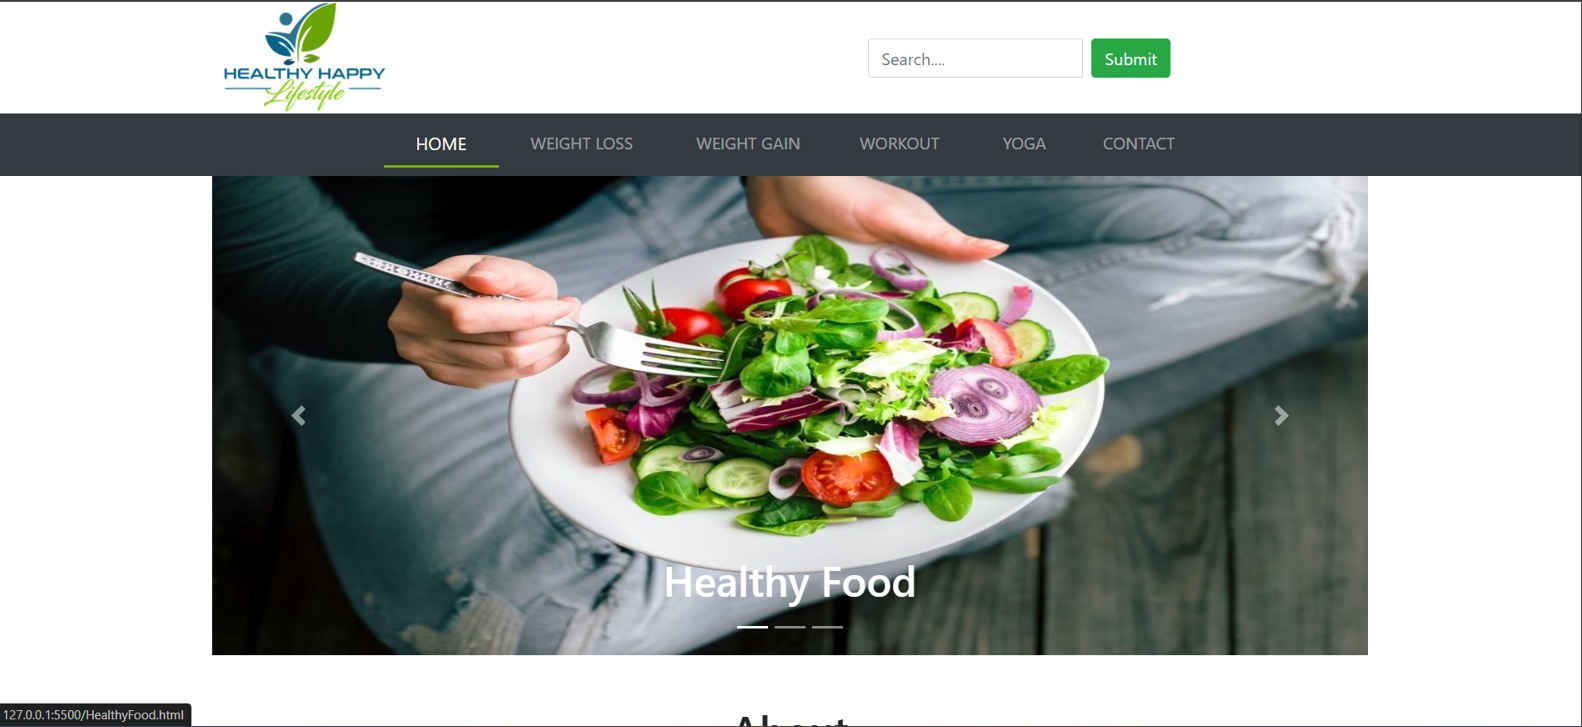 HEALTHY HAPPY
Lifestyle
Search....
Submit
HOME
WEIGHT LOSS
WEIGHT GAIN
WORKOUT
YOGA
CONTACT
Healthy Food
About
127.0.0.1:5500/HealthyFood.html